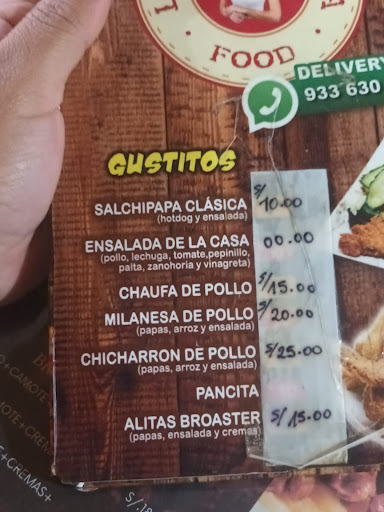 FOOD
DELIVERY
933 630
GUSTITOS
SALCHIPAPA CLÁSICA S/10.00
(hotdog y ensalada)
ENSALADA DE LA CASA 00.00
(pollo, lechuga, tomate,pepinillo,
palta, zanohoria y vinagreta)
CHAUFA DE POLLO S/15.00
MILANESA DE POLLO S/20.00
(papas, arroz y ensalada)
CHICHARRON DE POLLO S/25.00
(papas, arroz y ensalada)
PANCITA
ALITAS BROASTER S/15.00
(papas, ensalada y cremas)
+CREMAS+
S/.18